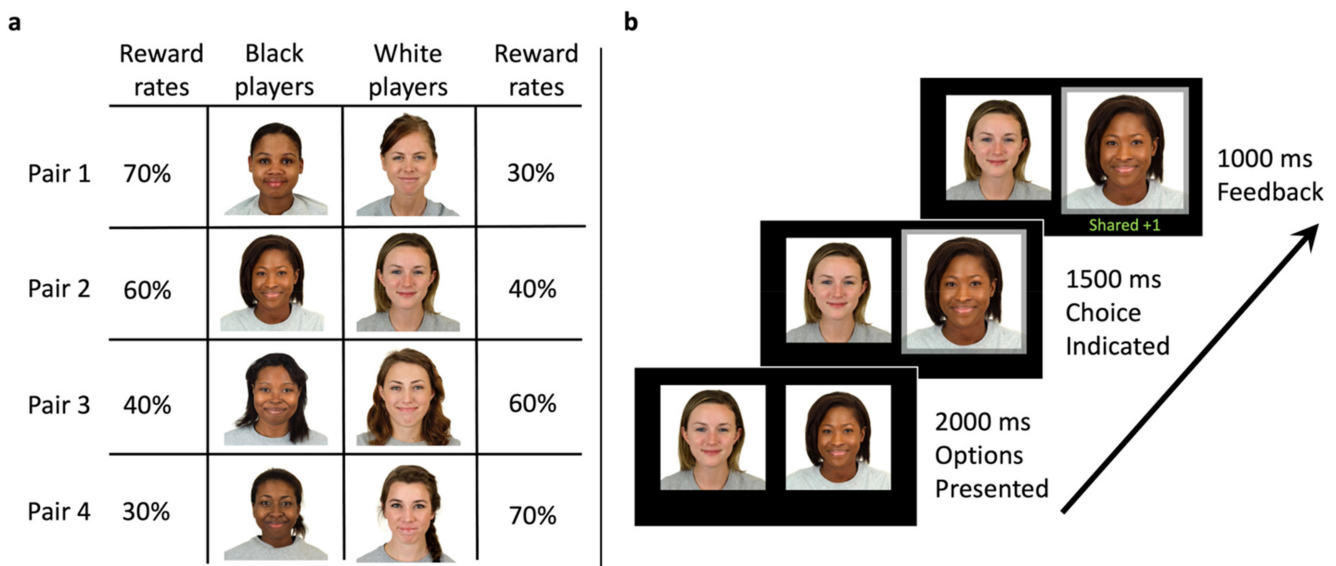 a
Reward rates
Black players
White players
Reward rates
Pair 1
70%
30%
Pair 2
60%
40%
Pair 3
40%
60%
Pair 4
30%
70%
b
Shared +1
1000 ms
Feedback
1500 ms
Choice
Indicated
2000 ms
Options
Presented